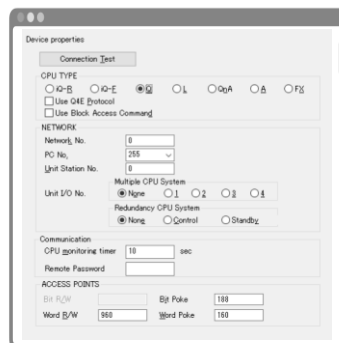 Device properties
Connection Test
CPU TYPE
iQ-R iQ-F Q L QnA A FX
Use Q4E Protocol
Use Block Access Command
NETWORK
Network No. 0
PC No, 255
Unit Station No. 0
Multiple CPU System
Unit I/O No. None 1 2 3 4
Redundancy CPU System
None Control Standby
Communication
CPU monitoring timer 10 sec
Remote Password
ACCESS POINTS
Bit R/W Bit Poke 188
Word R/W 960 Word Poke 160